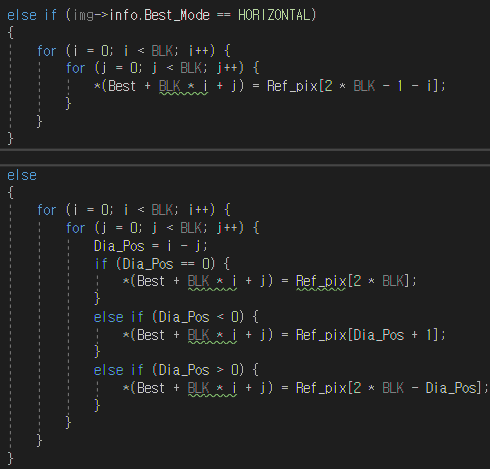 else if (img->info.Best_Mode == HORIZONTAL)
{
    for (i = 0; i < BLK; i++) {
        for (j = 0; j < BLK; j++) {
            *(Best + BLK * i + j) = Ref_pix[2 * BLK - 1 - i];
        }
    }
}
else
{
    for (i = 0; i < BLK; i++) {
        for (j = 0; j < BLK; j++) {
            Dia_Pos = i - j;
            if (Dia_Pos == 0) {
                *(Best + BLK * i + j) = Ref_pix[2 * BLK];
            }
            else if (Dia_Pos < 0) {
                *(Best + BLK * i + j) = Ref_pix[Dia_Pos + 1];
            }
            else if (Dia_Pos > 0) {
                *(Best + BLK * i + j) = Ref_pix[2 * BLK - Dia_Pos];
            }
        }
    }
}